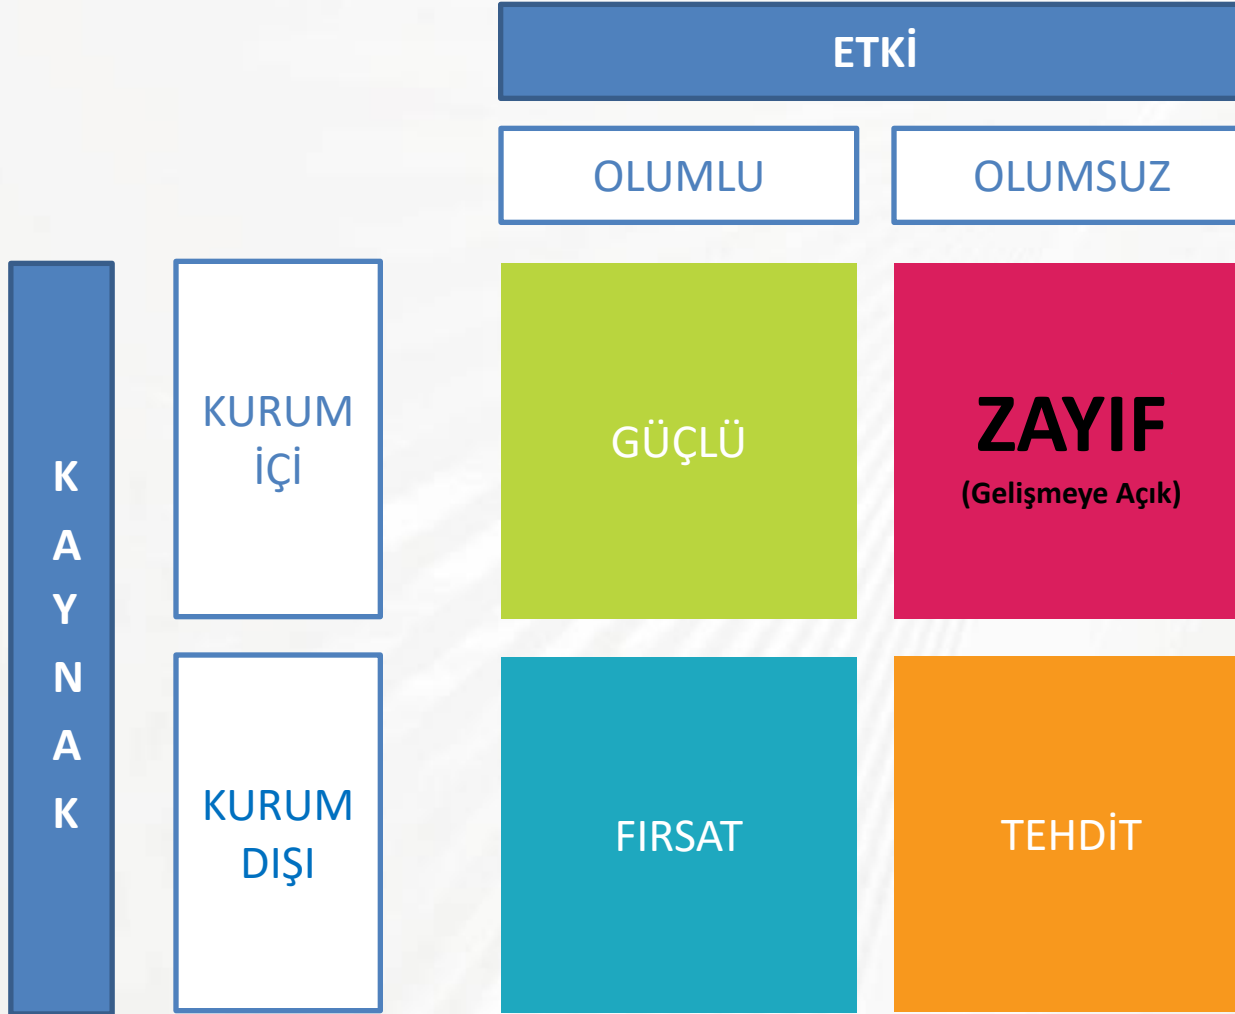 ETKİ
OLUMLU
OLUMSUZ
K
A
Y
N
A
K
KURUM
İÇİ
GÜÇLÜ
ZAYIF
(Gelişmeye Açık)
KURUM
DIŞI
FIRSAT
TEHDİT